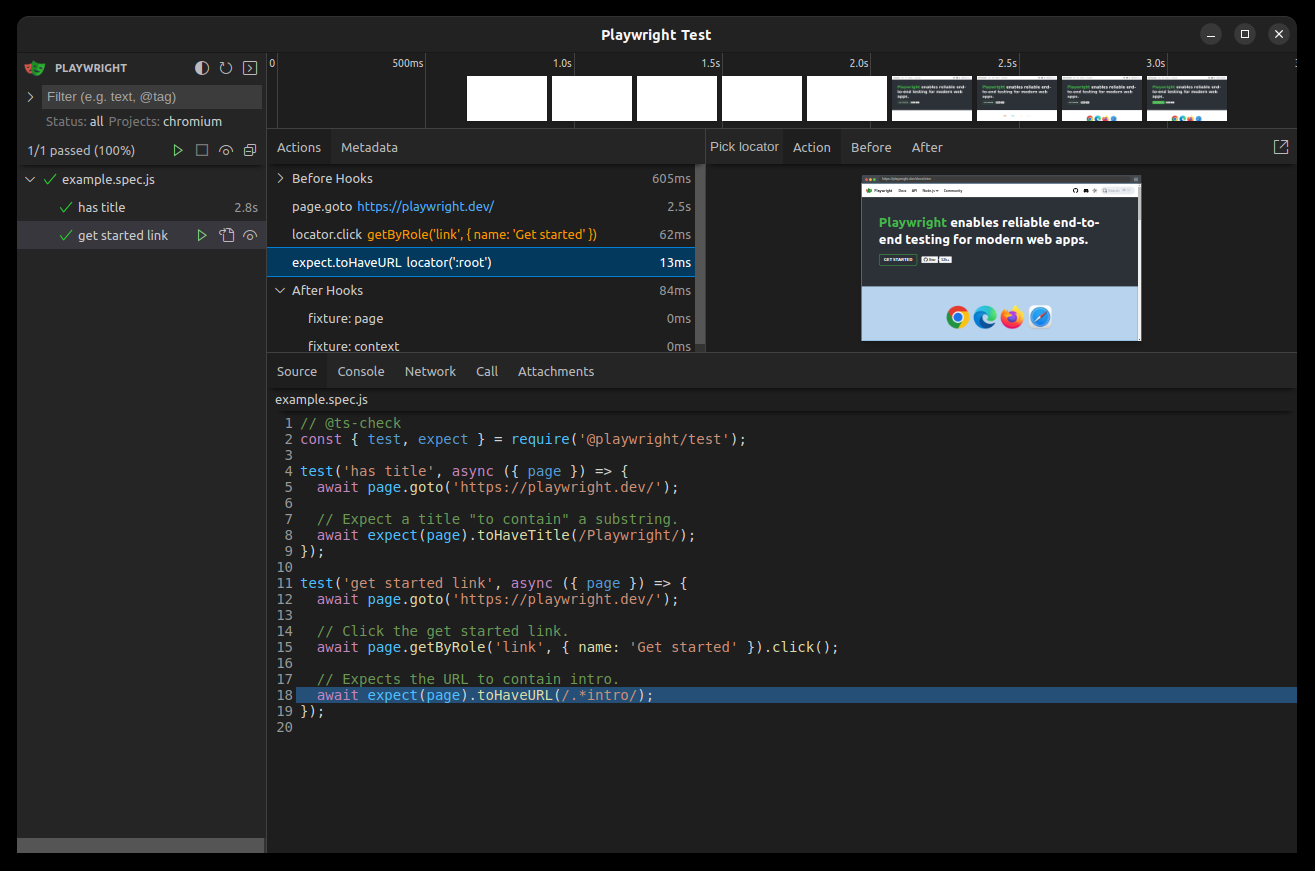 Playwright Test
PLAYWRIGHT
Filter (e.g. text, @tag)
Status: all Projects: chromium
1/1 passed (100%)
example.spec.js
has title 2.8s
get started link
0 500ms 1.0s 1.5s 2.0s 2.5s 3.0s
Actions Metadata
Before Hooks 605ms
page.goto https://playwright.dev/ 2.5s
locator.click getByRole('link', { name: 'Get started' }) 62ms
expect.toHaveURL locator(':root') 13ms
After Hooks 84ms
fixture: page 0ms
fixture: context 0ms
Pick locator Action Before After
Playwright Docs API Node.js Community
Playwright enables reliable end-to-
end testing for modern web apps.
GET STARTED
Source Console Network Call Attachments
example.spec.js
1 // @ts-check
2 const { test, expect } = require('@playwright/test');
3
4 test('has title', async ({ page }) => {
5 await page.goto('https://playwright.dev/');
6
7 // Expect a title "to contain" a substring.
8 await expect(page).toHaveTitle(/Playwright/);
9 });
10
11 test('get started link', async ({ page }) => {
12 await page.goto('https://playwright.dev/');
13
14 // Click the get started link.
15 await page.getByRole('link', { name: 'Get started' }).click();
16
17 // Expects the URL to contain intro.
18 await expect(page).toHaveURL(/.*intro/);
19 });
20